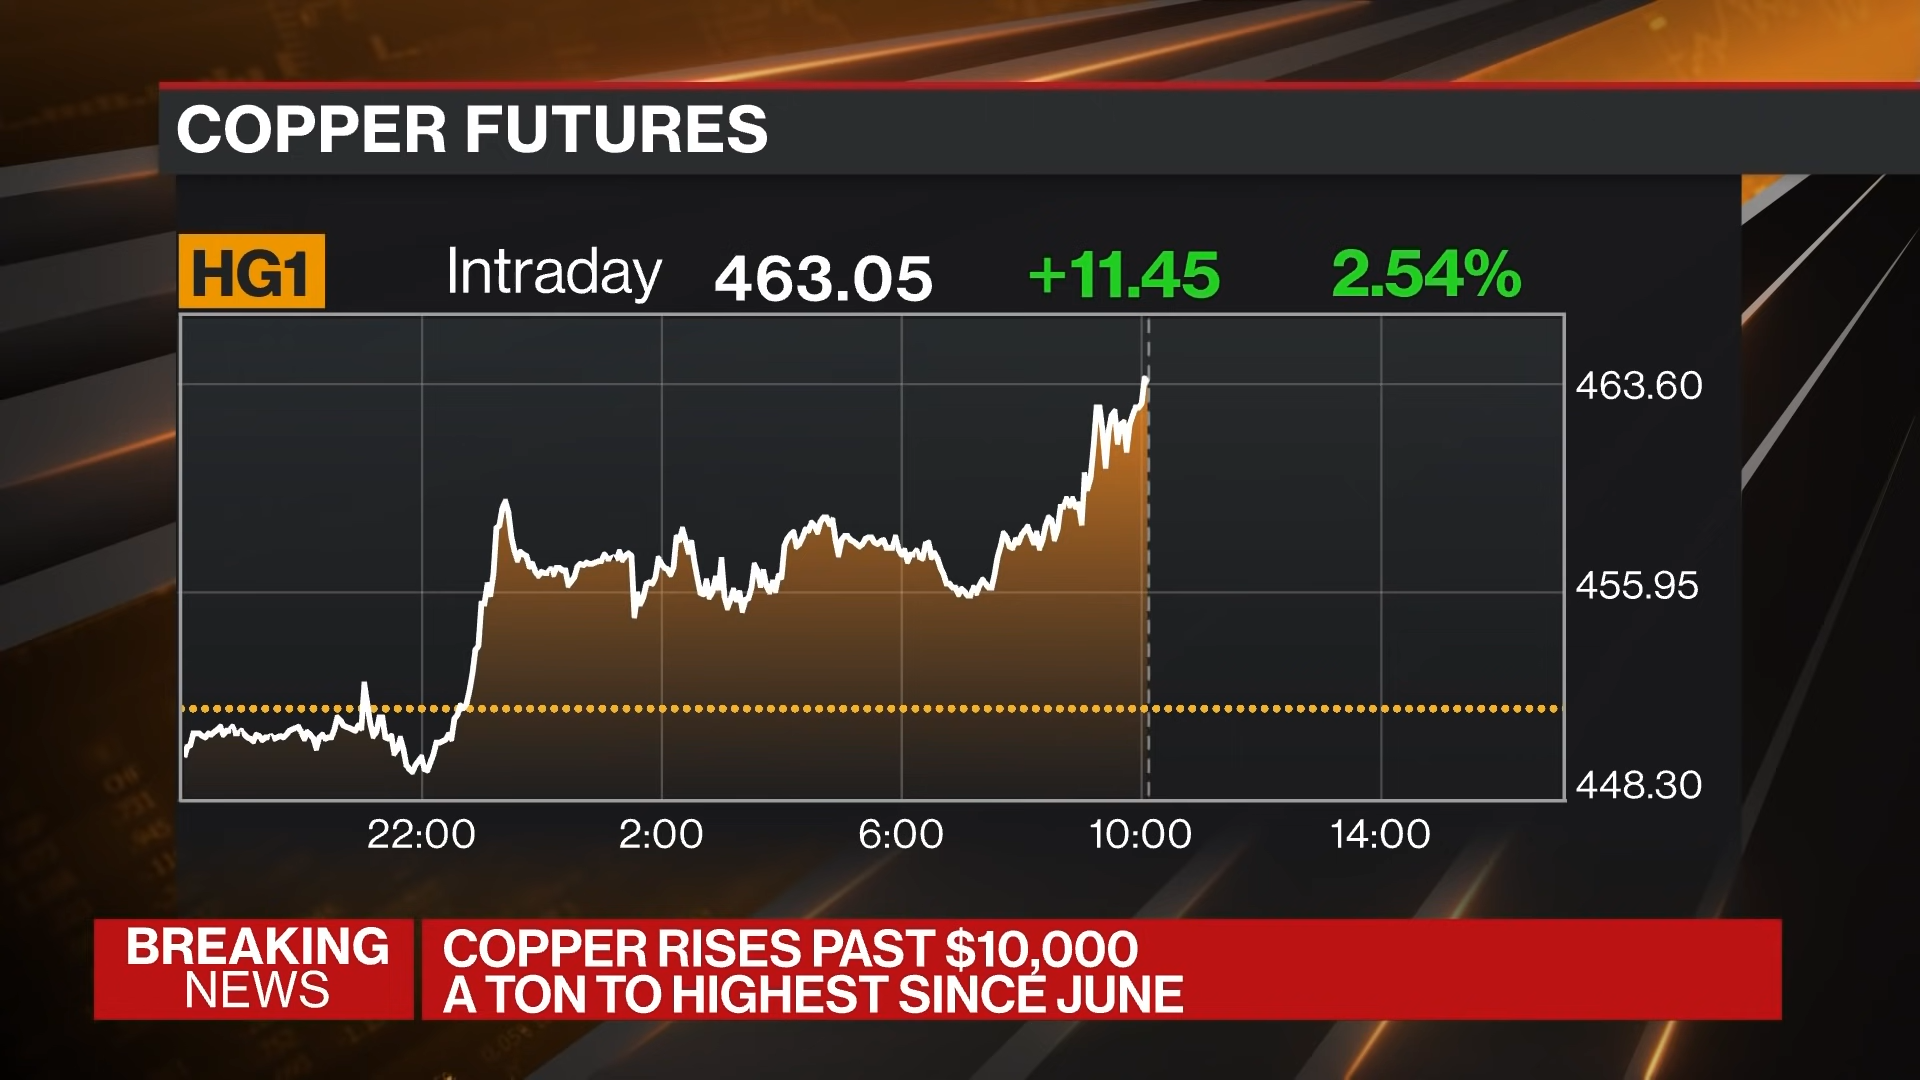 COPPER FUTURES
HG1 Intraday 463.05 +11.45 2.54%
463.60
455.95
448.30
22:00 2:00 6:00 10:00 14:00
BREAKING
NEWS
COPPER RISES PAST $10,000
A TON TO HIGHEST SINCE JUNE